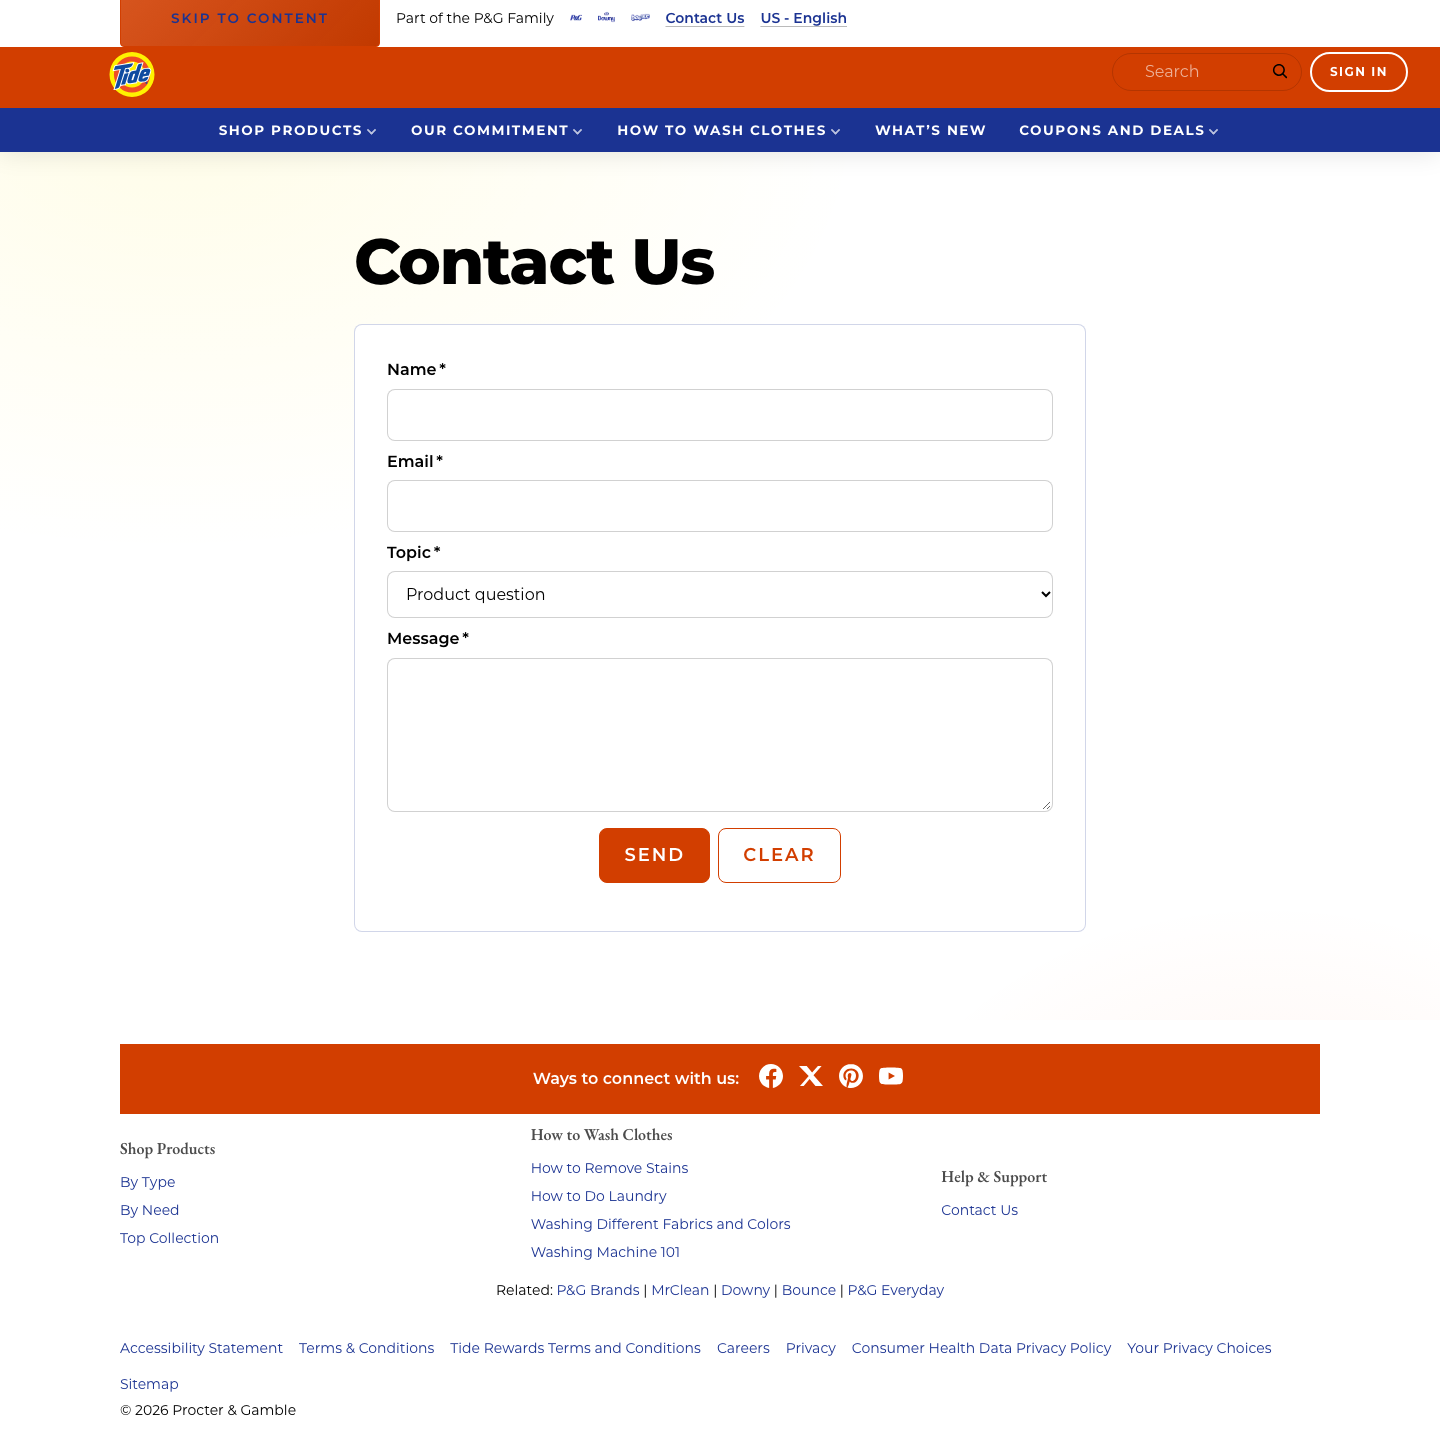 SKIP TO CONTENT
Part of the P&G Family P&G Downy Bounce Contact Us US - English
Tide
Search
SIGN IN
SHOP PRODUCTS OUR COMMITMENT HOW TO WASH CLOTHES WHAT’S NEW COUPONS AND DEALS
Contact Us
Name *
Email *
Topic *
Product question
Message *
SEND CLEAR
Ways to connect with us:
Shop Products
By Type
By Need
Top Collection
How to Wash Clothes
How to Remove Stains
How to Do Laundry
Washing Different Fabrics and Colors
Washing Machine 101
Help & Support
Contact Us
Related: P&G Brands | MrClean | Downy | Bounce | P&G Everyday
Accessibility Statement Terms & Conditions Tide Rewards Terms and Conditions Careers Privacy Consumer Health Data Privacy Policy Your Privacy Choices
Sitemap
© 2026 Procter & Gamble